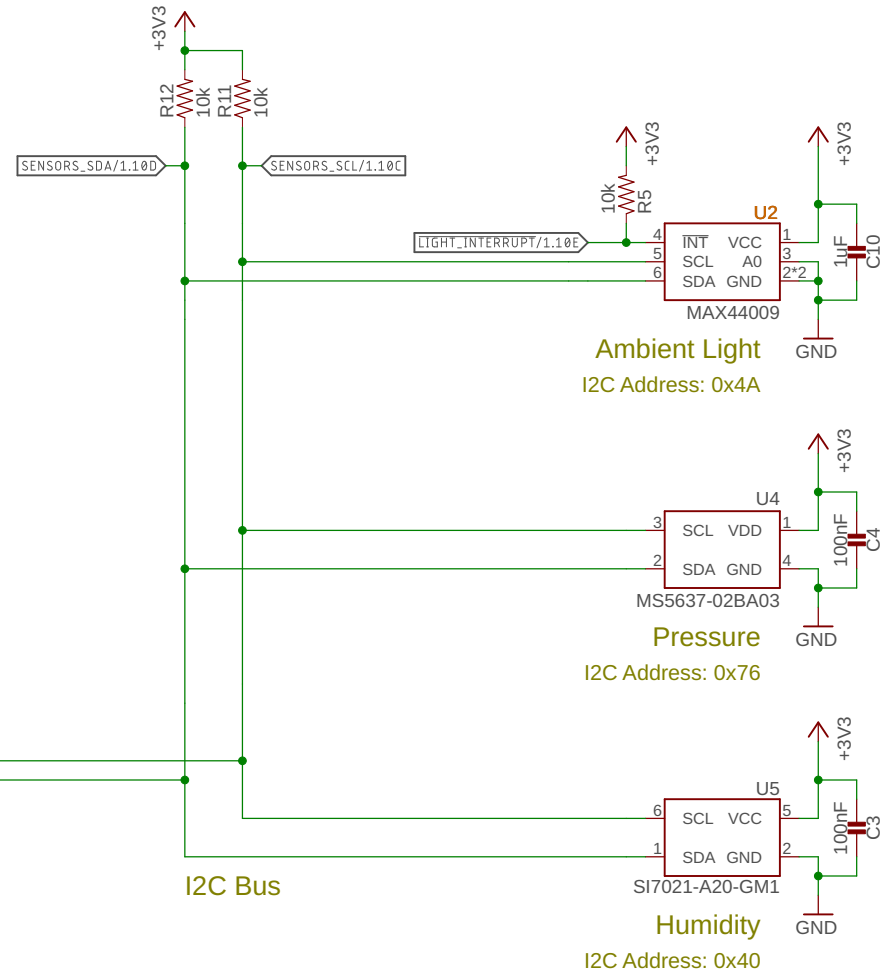 +3V3
R12
10k
R11
10k
SENSORS_SDA/1.10D
SENSORS_SCL/1.10C
+3V3
10k
R5
LIGHT_INTERRUPT/1.10E
+3V3
U2
4 INT VCC 1
5 SCL A0 3
6 SDA GND 2*2
MAX44009
1uF
C10
GND
Ambient Light
I2C Address: 0x4A
+3V3
U4
3 SCL VDD 1
2 SDA GND 4
MS5637-02BA03
100nF
C4
GND
Pressure
I2C Address: 0x76
+3V3
U5
6 SCL VCC 5
1 SDA GND 2
SI7021-A20-GM1
100nF
C3
GND
I2C Bus
Humidity
I2C Address: 0x40